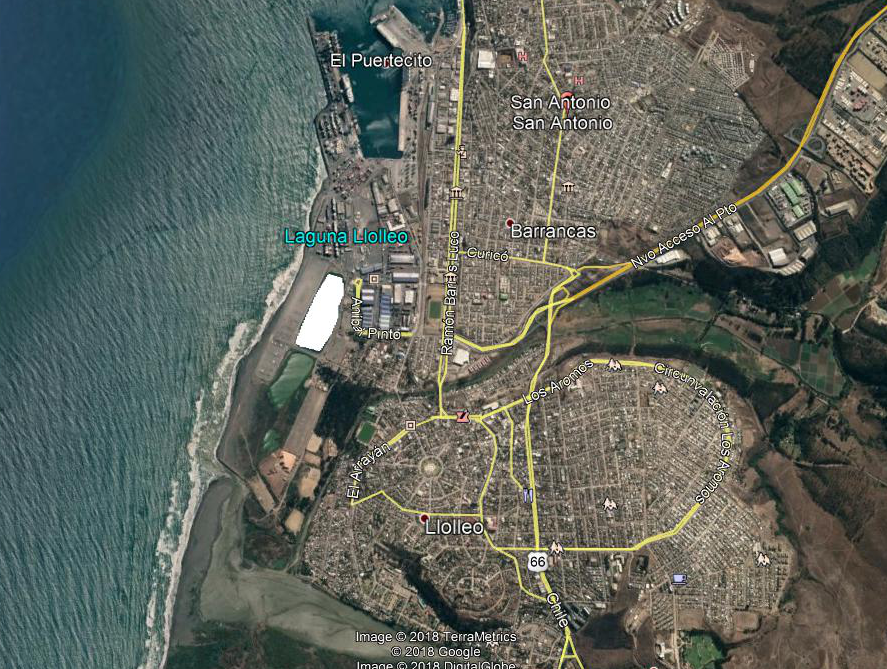 El Puertecito
San Antonio
San Antonio
Barrancas
Nvo Acceso Al Pto
Laguna Llolleo
Curicó
Ramón Barros Luco
Pinto
Los Aromos
Circunvalación Los Aromos
El Arrayán
Llolleo
66
Chile
Image © 2018 TerraMetrics
© 2018 Google
Image © 2018 DigitalGlobe